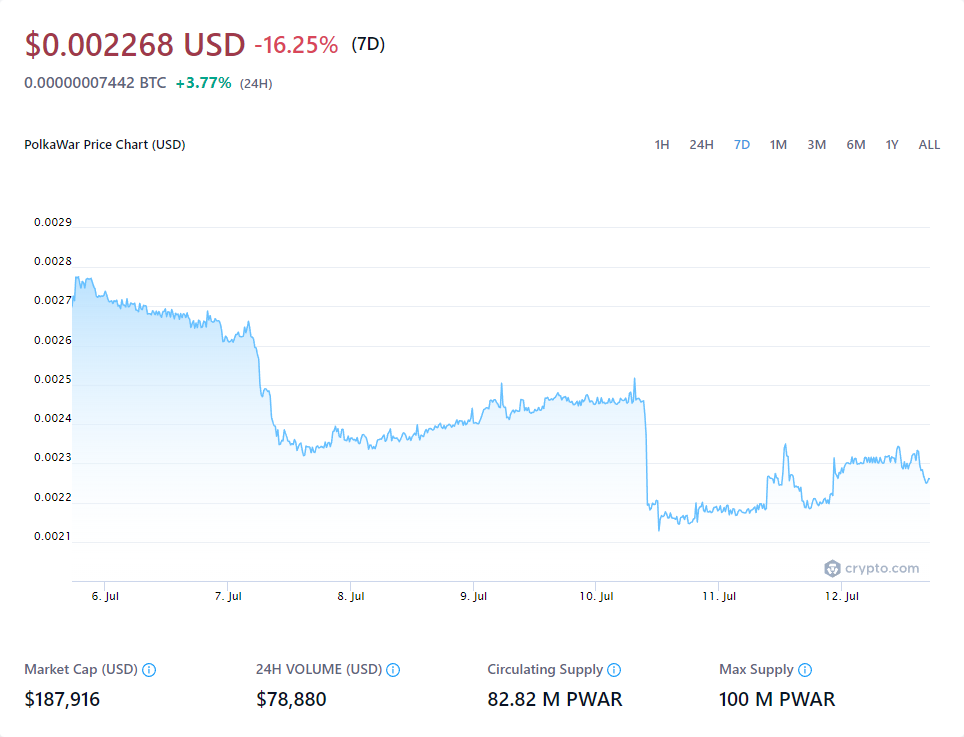 $0.002268 USD -16.25% (7D)
0.00000007442 BTC +3.77% (24H)
PolkaWar Price Chart (USD) 1H 24H 7D 1M 3M 6M 1Y ALL
0.0029
0.0028
0.0027
0.0026
0.0025
0.0024
0.0023
0.0022
0.0021
crypto.com
6. Jul 7. Jul 8. Jul 9. Jul 10. Jul 11. Jul 12. Jul
Market Cap (USD) 24H VOLUME (USD) Circulating Supply Max Supply
$187,916 $78,880 82.82 M PWAR 100 M PWAR